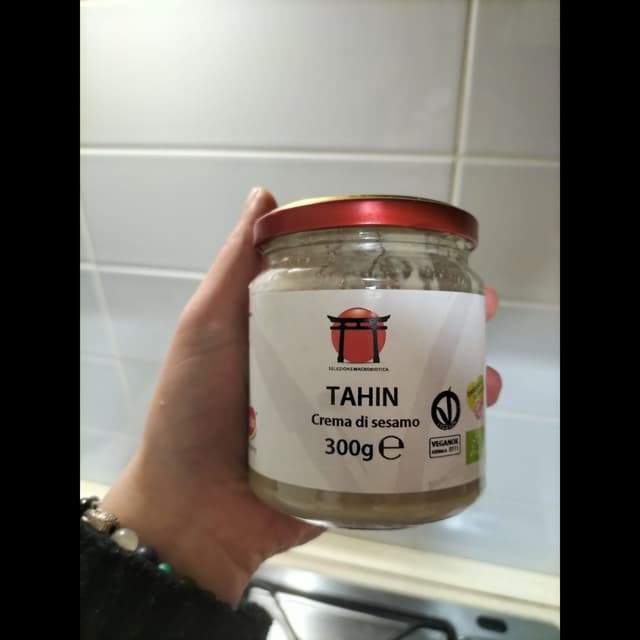 SELEZIONE MACROBIOTICA
TAHIN
Crema di sesamo
300g℮
VEGANOK